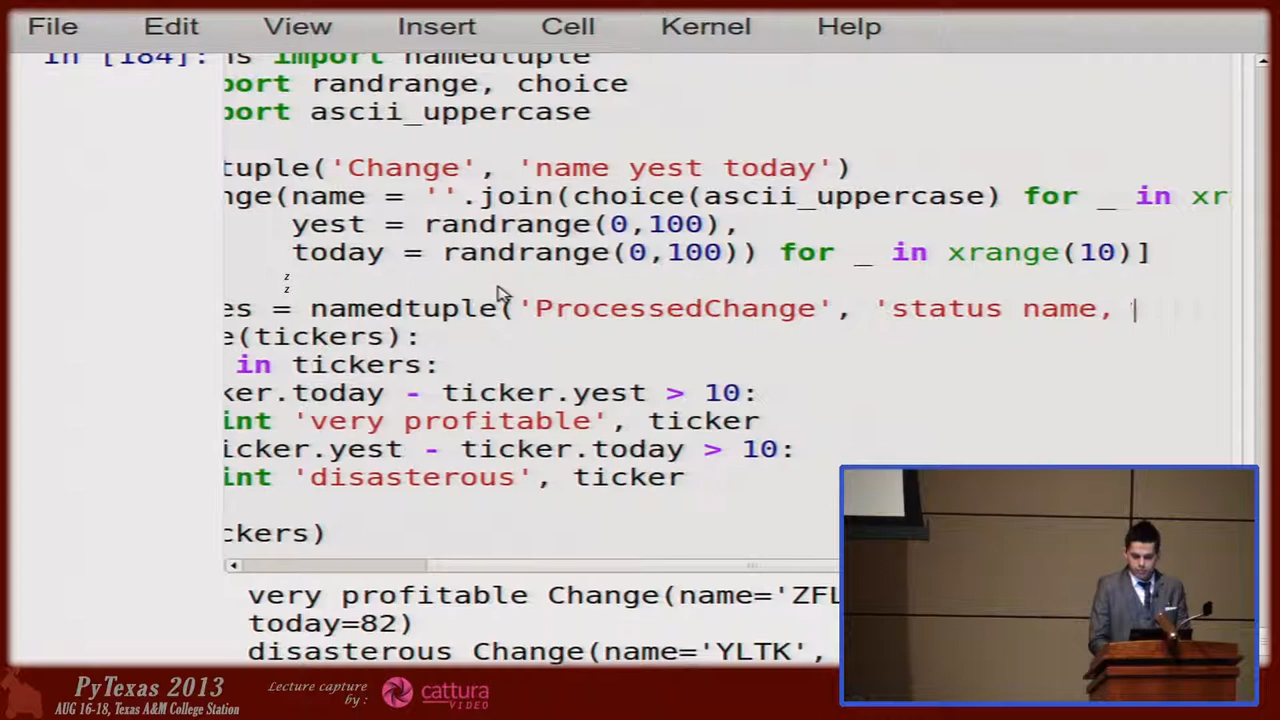 File Edit View Insert Cell Kernel Help
In [184]: ns import namedtuple
port randrange, choice
port ascii_uppercase
tuple('Change', 'name yest today')
nge(name = ''.join(choice(ascii_uppercase) for _ in xr
yest = randrange(0,100),
today = randrange(0,100)) for _ in xrange(10)]
z
z
es = namedtuple('ProcessedChange', 'status name,
e(tickers):
in tickers:
ker.today - ticker.yest > 10:
int 'very profitable', ticker
icker.yest - ticker.today > 10:
int 'disasterous', ticker
ckers)
very profitable Change(name='ZFL
today=82)
disasterous Change(name='YLTK',
PyTexas 2013
AUG 16-18, Texas A&M College Station
Lecture capture
by :
cattura
VIDEO